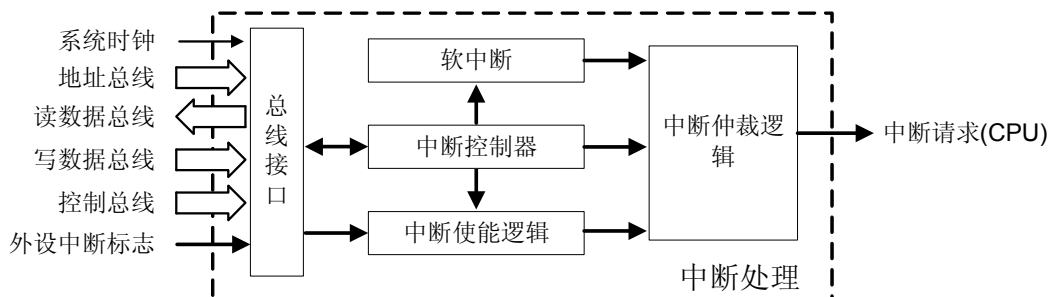 系统时钟
地址总线
读数据总线
写数据总线
控制总线
外设中断标志
总
线
接
口
软中断
中断控制器
中断使能逻辑
中断仲裁逻
辑
中断请求(CPU)
中断处理